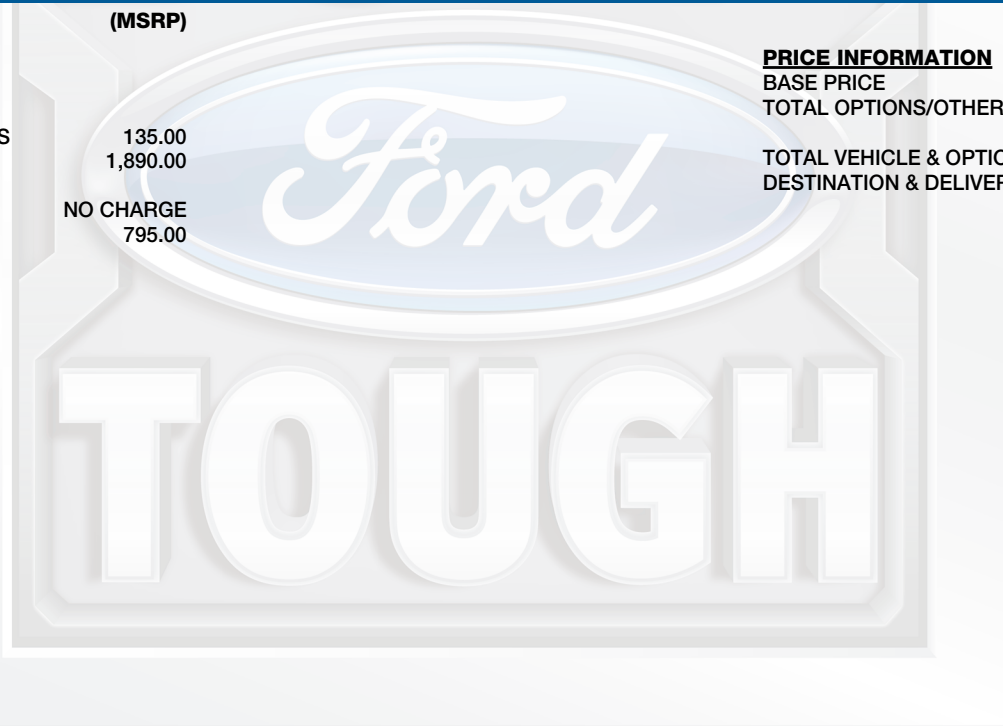 (MSRP)
S 135.00
1,890.00
NO CHARGE
795.00
PRICE INFORMATION
BASE PRICE
TOTAL OPTIONS/OTHER
TOTAL VEHICLE & OPTIO
DESTINATION & DELIVER
Ford
TOUGH